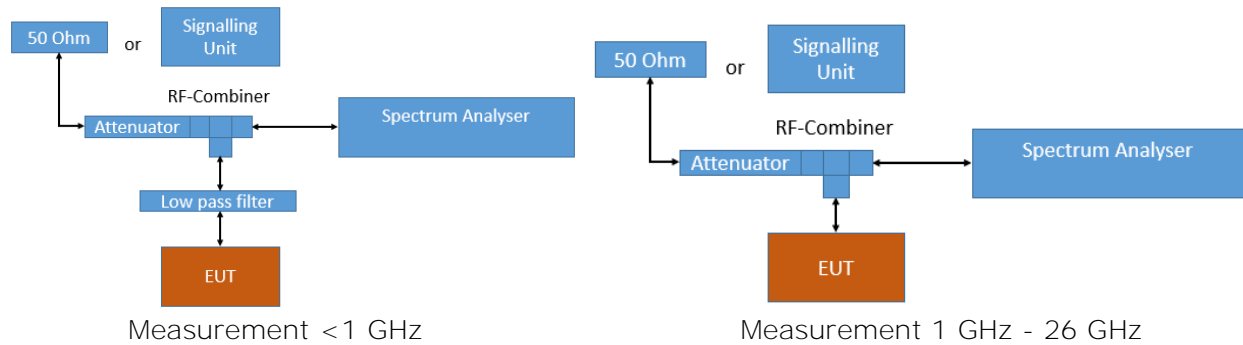 50 Ohm
or
Signalling
Unit
RF-Combiner
Attenuator
Spectrum Analyser
Low pass filter
EUT
Measurement <1 GHz
50 Ohm
or
Signalling
Unit
RF-Combiner
Attenuator
Spectrum Analyser
EUT
Measurement 1 GHz - 26 GHz